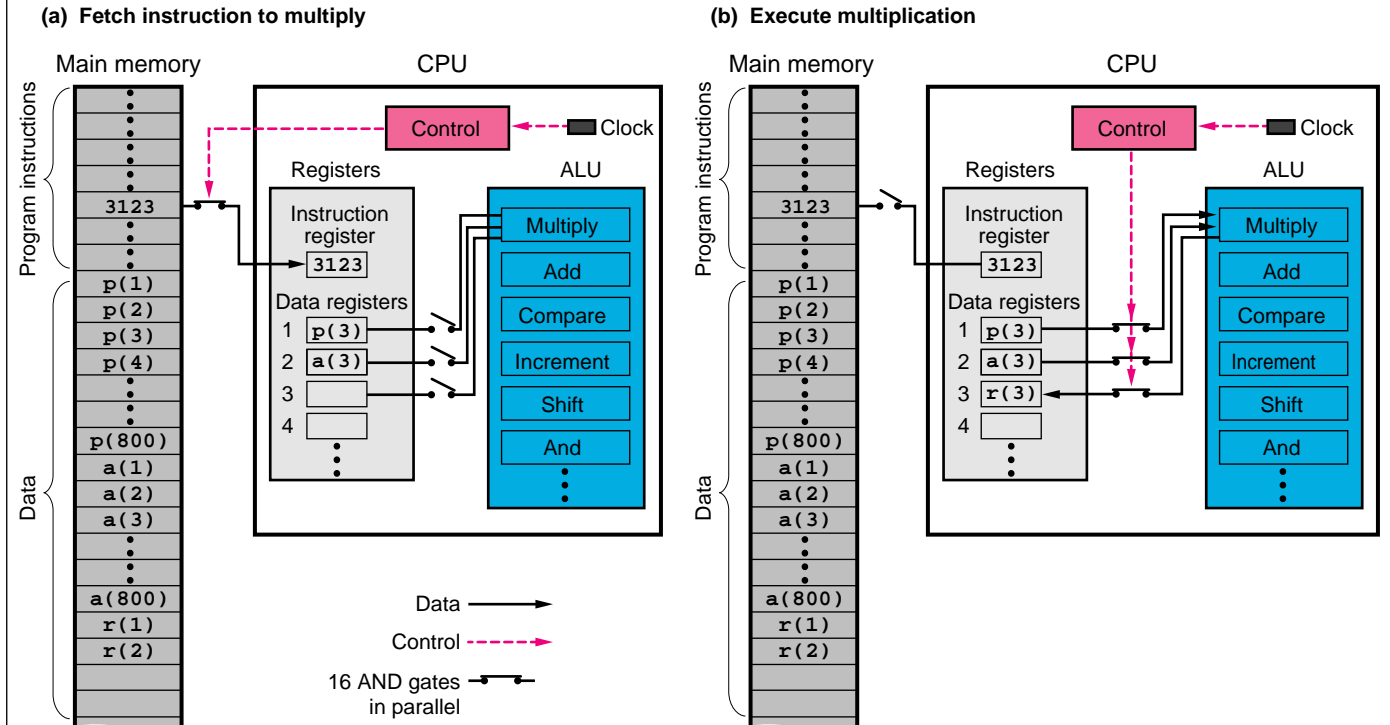 (a) Fetch instruction to multiply
Main memory
CPU
Program instructions
Data
3123
p(1)
p(2)
p(3)
p(4)
p(800)
a(1)
a(2)
a(3)
a(800)
r(1)
r(2)
Control
Clock
Registers
ALU
Instruction
register
3123
Data registers
1 p(3)
2 a(3)
3
4
Multiply
Add
Compare
Increment
Shift
And
Data
Control
16 AND gates
in parallel
(b) Execute multiplication
Main memory
CPU
Program instructions
Data
3123
p(1)
p(2)
p(3)
p(4)
p(800)
a(1)
a(2)
a(3)
a(800)
r(1)
r(2)
Control
Clock
Registers
ALU
Instruction
register
3123
Data registers
1 p(3)
2 a(3)
3 r(3)
4
Multiply
Add
Compare
Increment
Shift
And